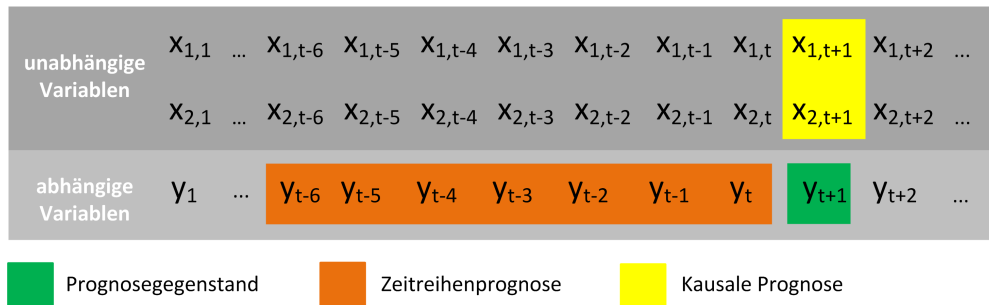 unabhängige
Variablen
x1,1 ... x1,t-6 x1,t-5 x1,t-4 x1,t-3 x1,t-2 x1,t-1 x1,t x1,t+1 x1,t+2 ...
x2,1 ... x2,t-6 x2,t-5 x2,t-4 x2,t-3 x2,t-2 x2,t-1 x2,t x2,t+1 x2,t+2 ...
abhängige
Variablen
y1 ... yt-6 yt-5 yt-4 yt-3 yt-2 yt-1 yt yt+1 yt+2 ...
Prognosegegenstand Zeitreihenprognose Kausale Prognose